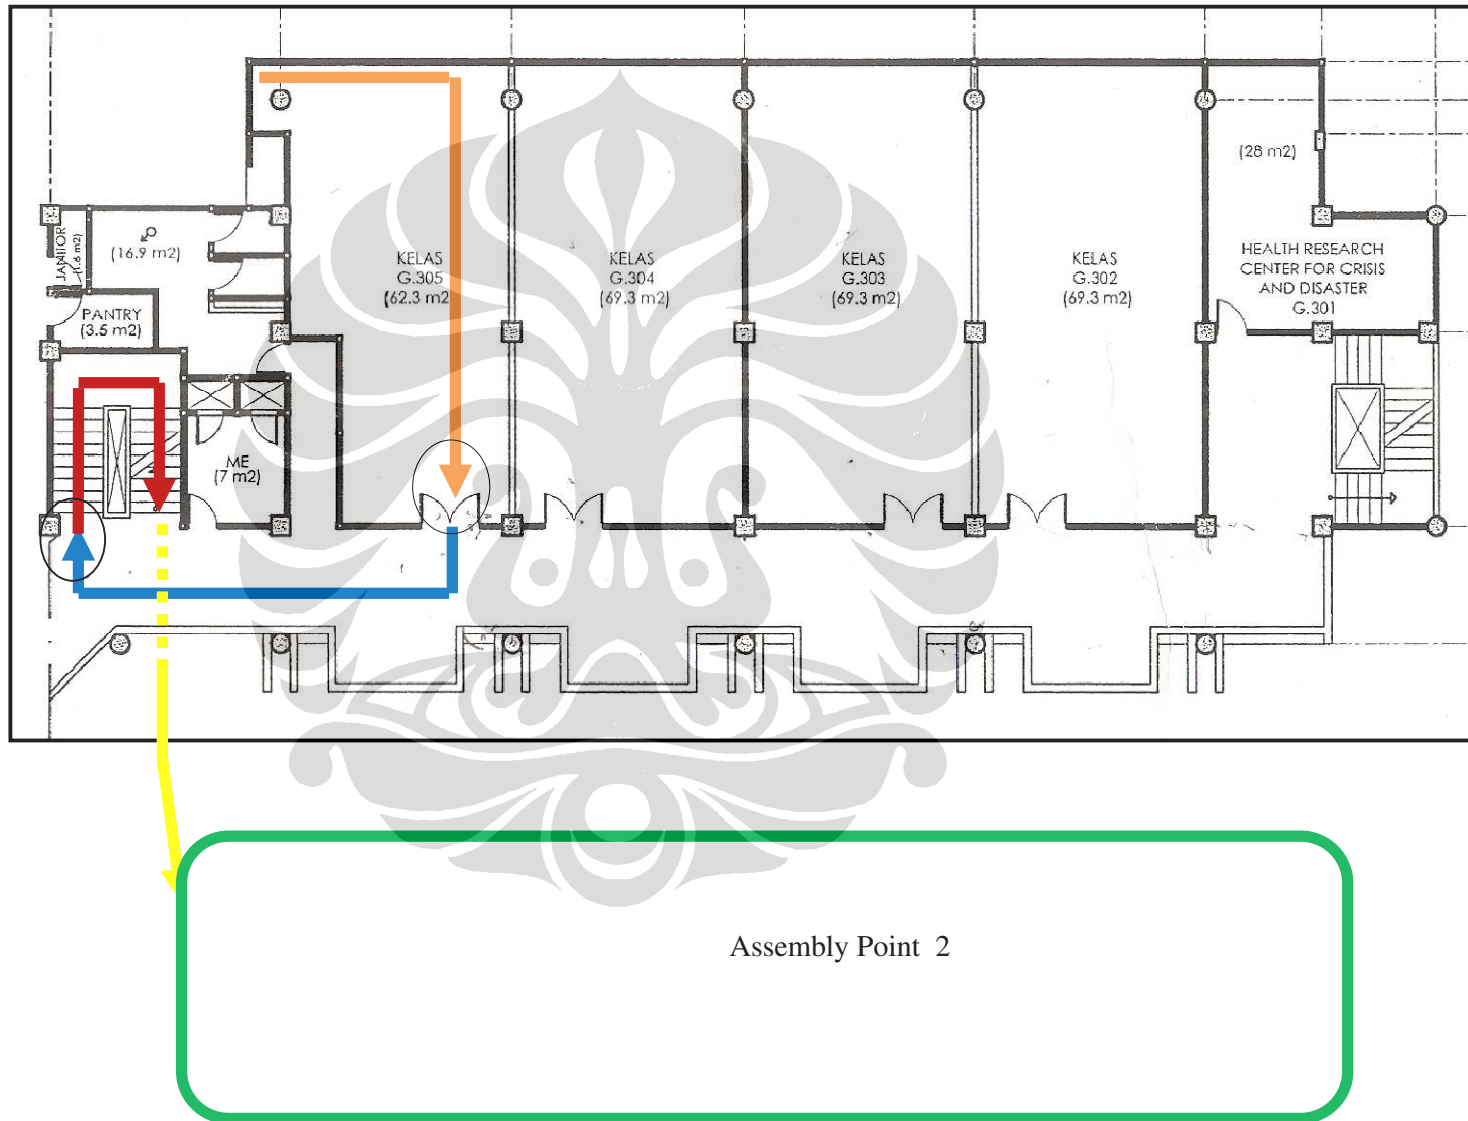 (28 m2)
JANITOR
(1.6 m2)
(16.9 m2)
PANTRY
(3.5 m2)
ME
(7 m2)
KELAS
G.305
(62.3 m2
KELAS
G.304
(69.3 m2)
KELAS
G.303
(69.3 m2)
KELAS
G.302
(69.3 m2)
HEALTH RESEARCH
CENTER FOR CRISIS
AND DISASTER
G.301
Assembly Point 2